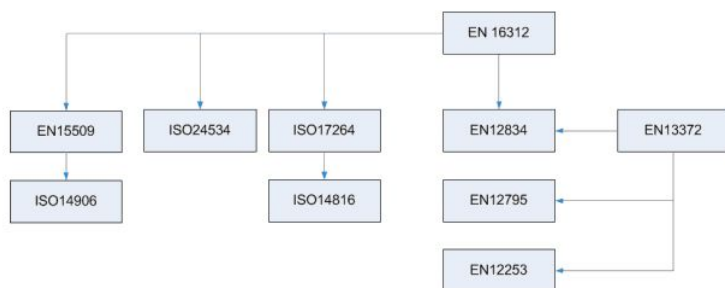 EN 16312
EN15509
ISO24534
ISO17264
EN12834
EN13372
ISO14906
ISO14816
EN12795
EN12253